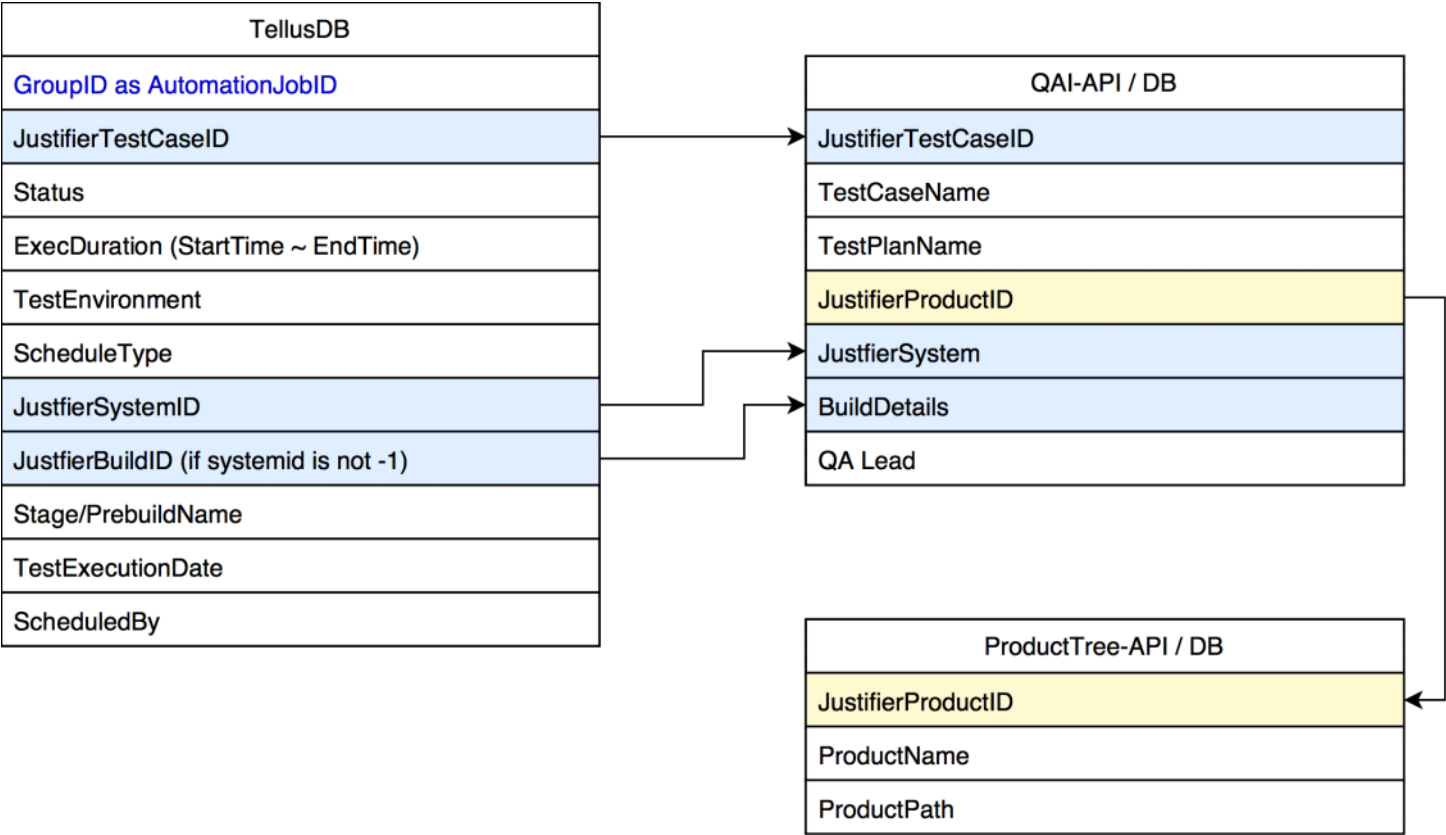 TellusDB
GroupID as AutomationJobID
JustifierTestCaseID
Status
ExecDuration (StartTime ~ EndTime)
TestEnvironment
ScheduleType
JustfierSystemID
JustfierBuildID (if systemid is not -1)
Stage/PrebuildName
TestExecutionDate
ScheduledBy
QAI-API / DB
JustifierTestCaseID
TestCaseName
TestPlanName
JustifierProductID
JustfierSystem
BuildDetails
QA Lead
ProductTree-API / DB
JustifierProductID
ProductName
ProductPath